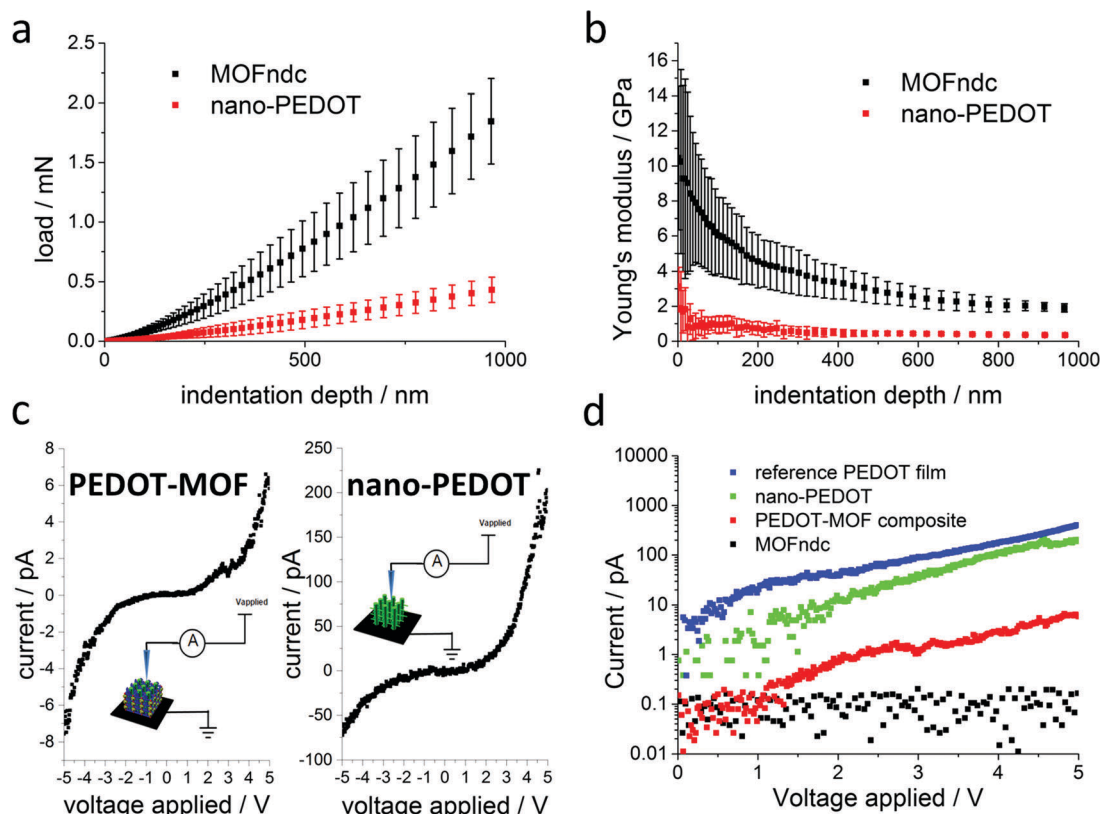 a
load / mN
2.5
2.0
1.5
1.0
0.5
0.0
MOFndc
nano-PEDOT
0
500
1000
indentation depth / nm
b
Young's modulus / GPa
16
14
12
10
8
6
4
2
0
MOFndc
nano-PEDOT
0
200
400
600
800
1000
indentation depth / nm
c
current / pA
8
6
4
2
0
-2
-4
-6
-8
PEDOT-MOF
Vapplied
A
-5 -4 -3 -2 -1 0 1 2 3 4 5
voltage applied / V
current / pA
250
200
150
100
50
0
-50
-100
nano-PEDOT
Vapplied
A
-5 -4 -3 -2 -1 0 1 2 3 4 5
voltage applied / V
d
Current / pA
10000
1000
100
10
1
0.1
0.01
reference PEDOT film
nano-PEDOT
PEDOT-MOF composite
MOFndc
0 1 2 3 4 5
Voltage applied / V